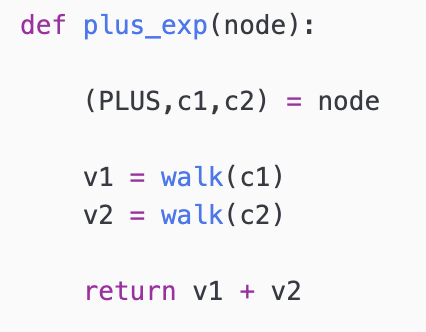 def plus_exp(node):
    (PLUS,c1,c2) = node
    v1 = walk(c1)
    v2 = walk(c2)
    return v1 + v2